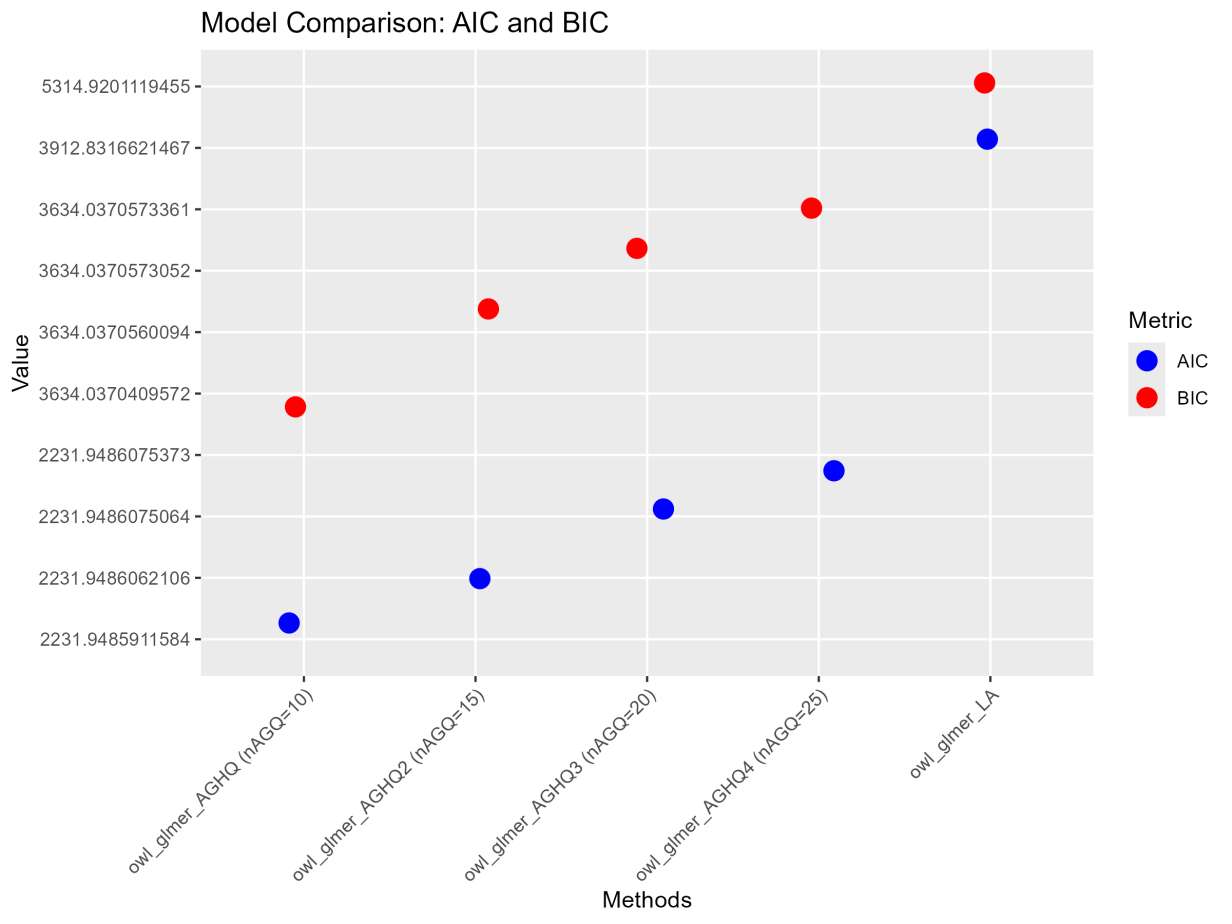 Model Comparison: AIC and BIC
5314.9201119455
3912.8316621467
3634.0370573361
3634.0370573052
3634.0370560094
3634.0370409572
2231.9486075373
2231.9486075064
2231.9486062106
2231.9485911584
Value
owl_glmer_AGHQ (nAGQ=10)
owl_glmer_AGHQ2 (nAGQ=15)
owl_glmer_AGHQ3 (nAGQ=20)
owl_glmer_AGHQ4 (nAGQ=25)
owl_glmer_LA
Methods
Metric
AIC
BIC